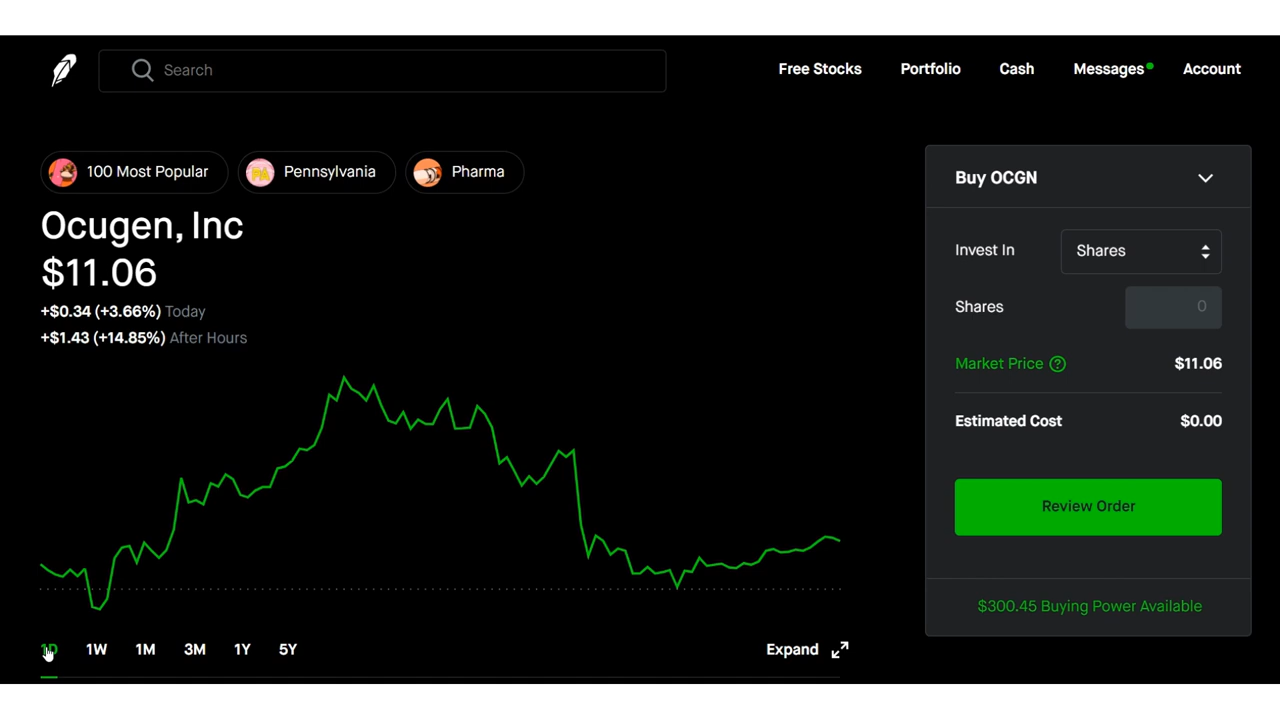 Search
Free Stocks Portfolio Cash Messages Account
100 Most Popular PA Pennsylvania Pharma
Ocugen, Inc
$11.06
+$0.34 (+3.66%) Today
+$1.43 (+14.85%) After Hours
1D 1W 1M 3M 1Y 5Y Expand
Buy OCGN
Invest In Shares
Shares 0
Market Price ? $11.06
Estimated Cost $0.00
Review Order
$300.45 Buying Power Available